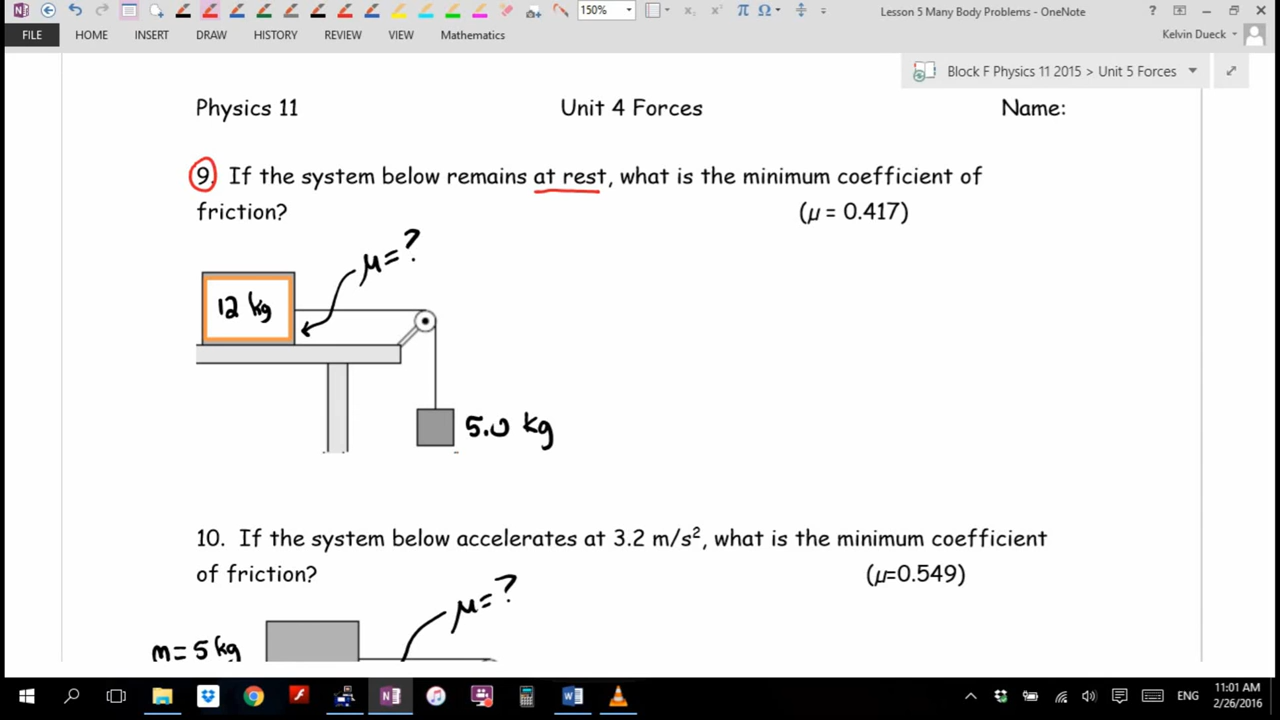 150%
Lesson 5 Many Body Problems - OneNote
FILE HOME INSERT DRAW HISTORY REVIEW VIEW Mathematics
Kelvin Dueck
Block F Physics 11 2015 > Unit 5 Forces
Physics 11 Unit 4 Forces Name:
9. If the system below remains at rest, what is the minimum coefficient of
friction? (μ = 0.417)
μ=?
12 kg
5.0 kg
10. If the system below accelerates at 3.2 m/s², what is the minimum coefficient
of friction? (μ=0.549)
μ=?
m= 5 kg
ENG
11:01 AM
2/26/2016